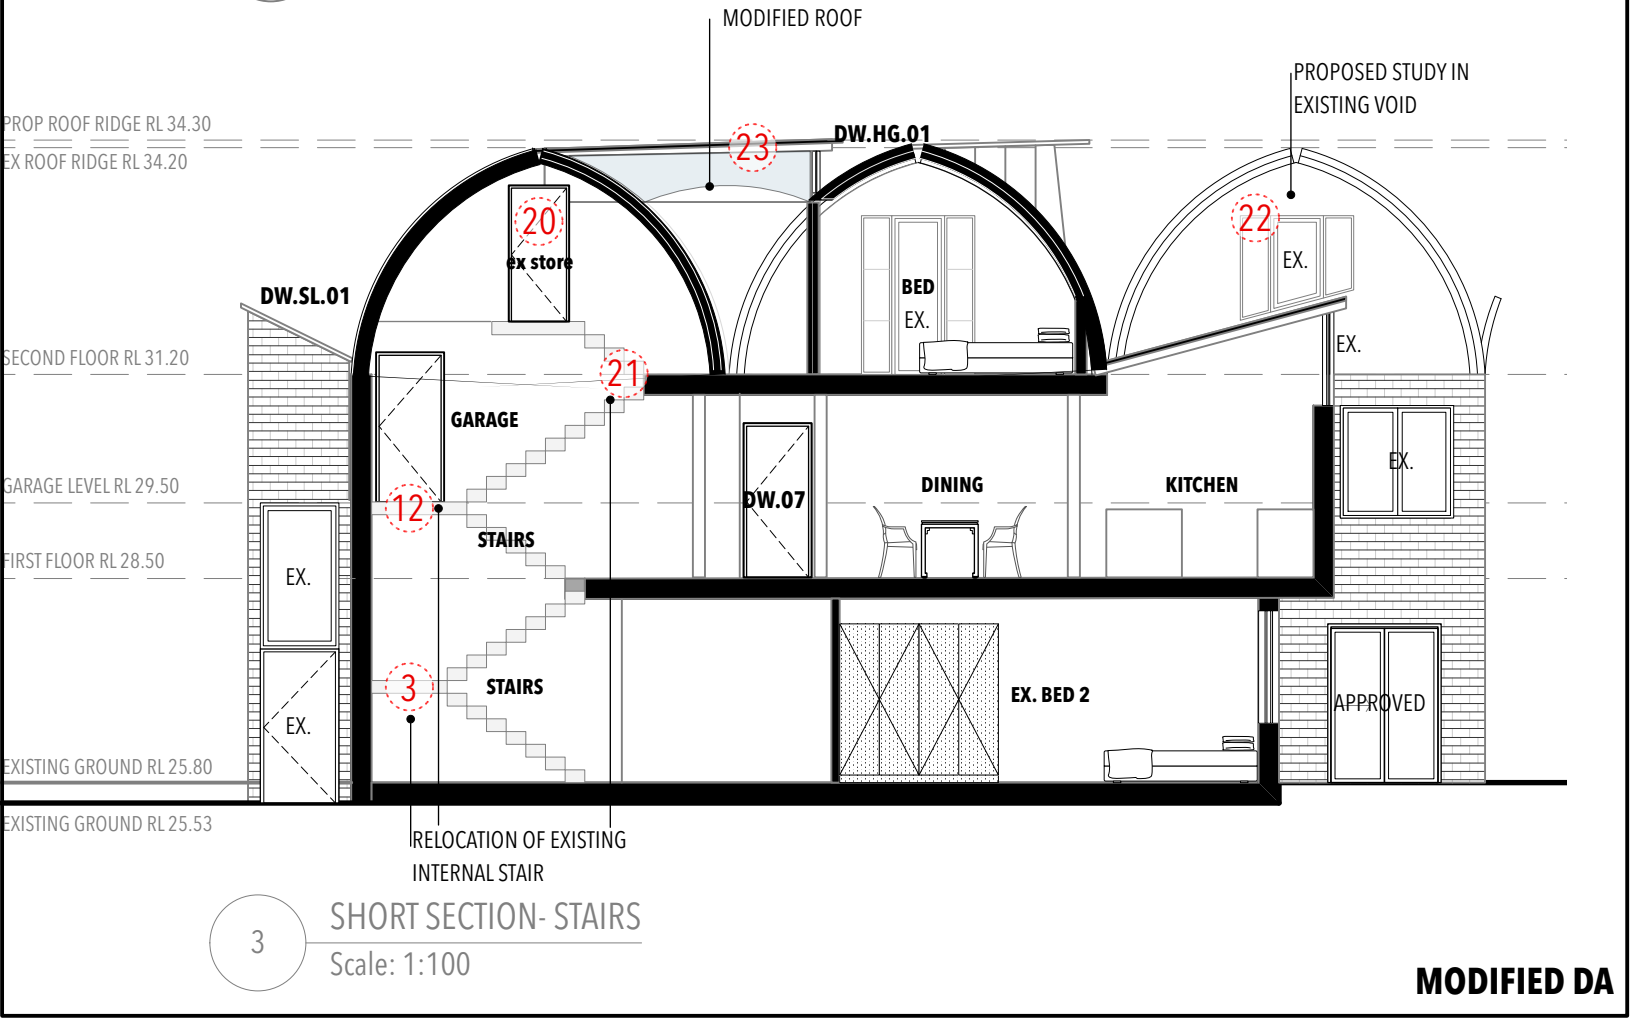 MODIFIED ROOF
PROPOSED STUDY IN
EXISTING VOID
PROP ROOF RIDGE RL 34.30
23
DW.HG.01
EX ROOF RIDGE RL 34.20
20
22
ex store
EX.
BED
EX.
DW.SL.01
EX.
SECOND FLOOR RL 31.20
21
GARAGE
EX.
GARAGE LEVEL RL 29.50
DINING
KITCHEN
12
DW.07
STAIRS
FIRST FLOOR RL 28.50
EX.
3
STAIRS
EX. BED 2
APPROVED
EX.
EXISTING GROUND RL 25.80
EXISTING GROUND RL 25.53
RELOCATION OF EXISTING
INTERNAL STAIR
3
SHORT SECTION- STAIRS
Scale: 1:100
MODIFIED DA